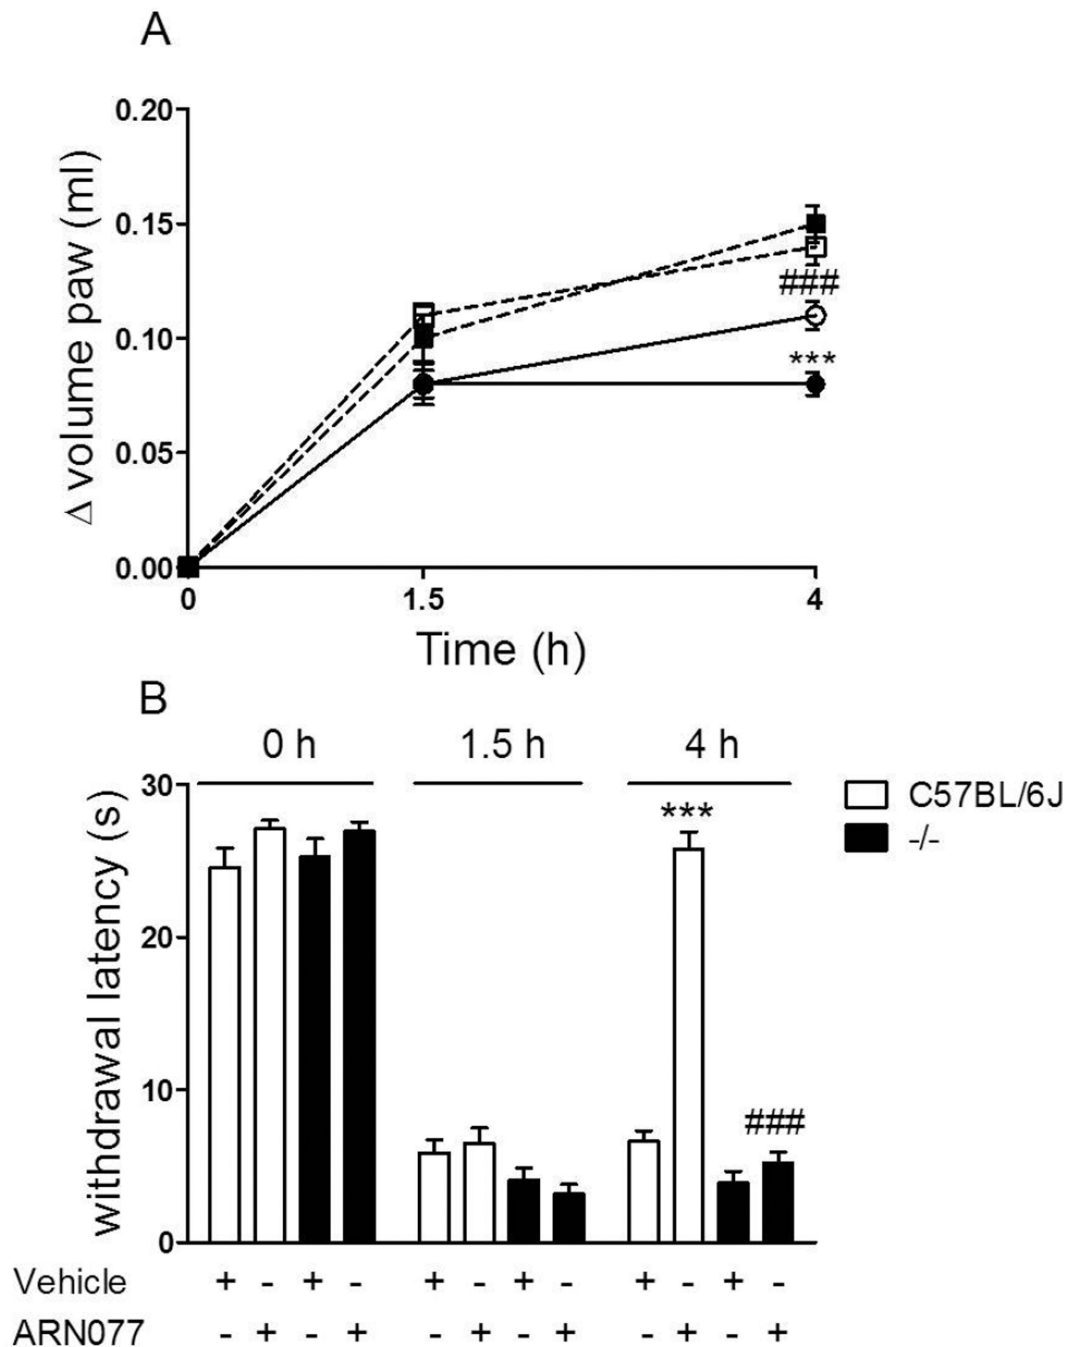 A
0.20
0.15
0.10
0.05
0.00
Δ volume paw (ml)
###
***
0 1.5 4
Time (h)
B
0 h 1.5 h 4 h
30
20
10
0
withdrawal latency (s)
***
###
C57BL/6J
-/-
Vehicle + - + - + - + - + - + -
ARN077 - + - + - + - + - + - +